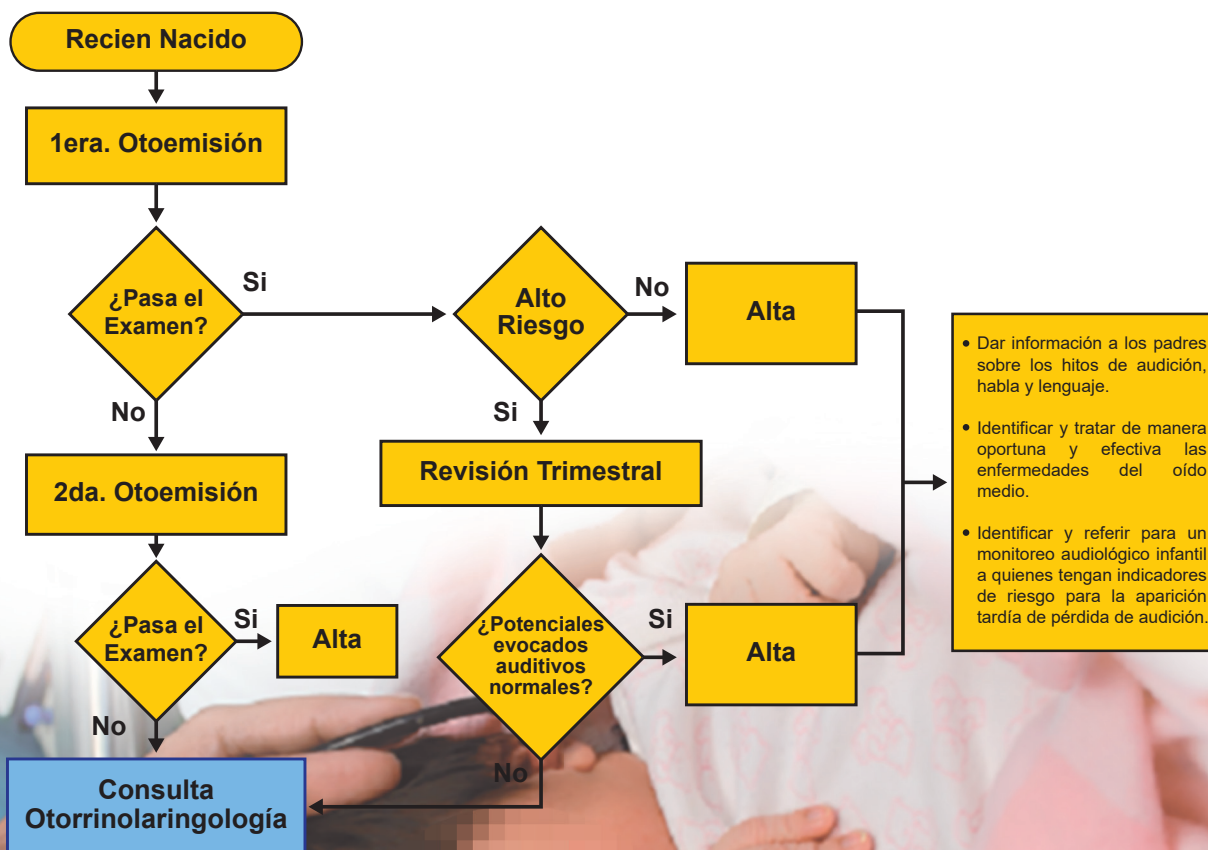 Recien Nacido
1era. Otoemisión
¿Pasa el
Examen?
Si
Alto
Riesgo
No
Alta
No
Si
2da. Otoemisión
Revisión Trimestral
¿Pasa el
Examen?
Si
Alta
No
¿Potenciales
evocados
auditivos
normales?
Si
Alta
No
Consulta
Otorrinolaringología
• Dar información a los padres
sobre los hitos de audición,
habla y lenguaje.
• Identificar y tratar de manera
oportuna y efectiva las
enfermedades del oído
medio.
• Identificar y referir para un
monitoreo audiológico infantil
a quienes tengan indicadores
de riesgo para la aparición
tardía de pérdida de audición.